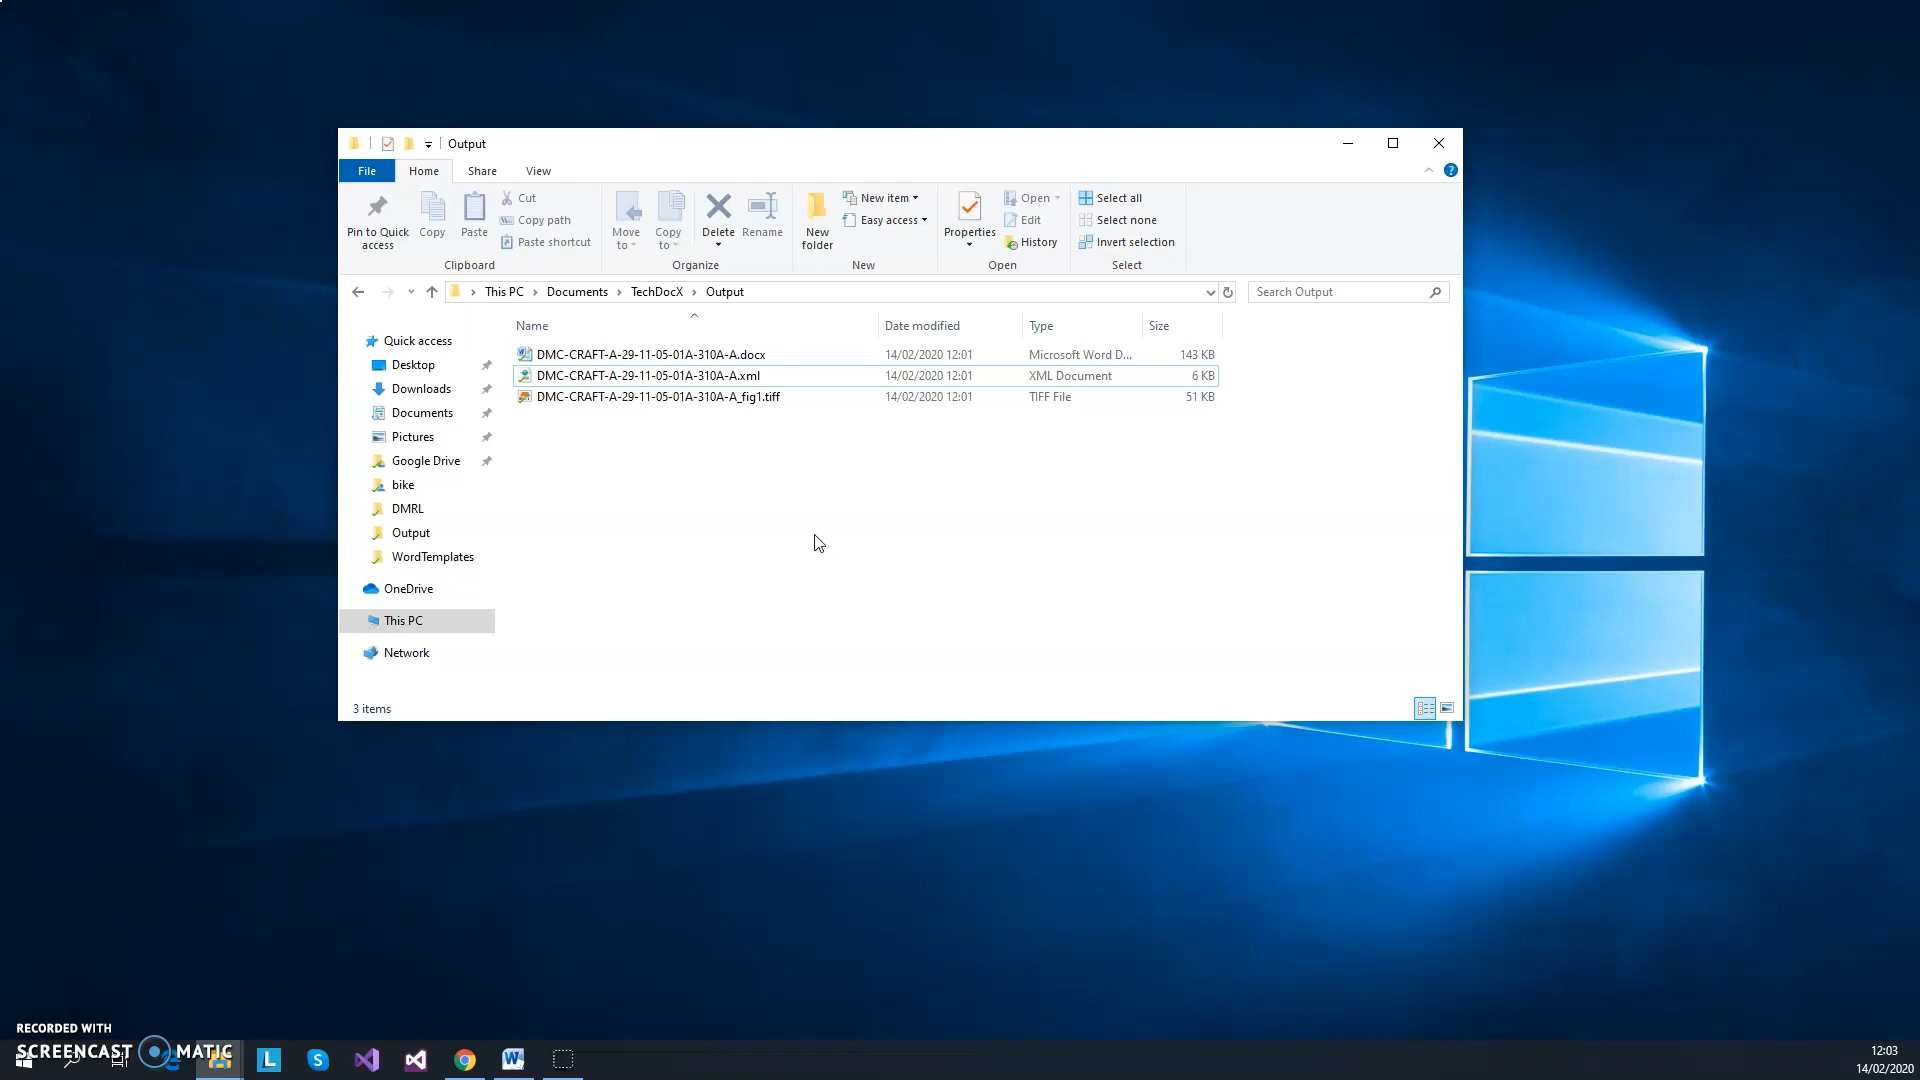 Output
File Home Share View
Pin to Quick access
Copy
Paste
Cut
Copy path
Paste shortcut
Clipboard
Move to
Copy to
Delete
Rename
Organize
New folder
New item
Easy access
New
Properties
Open
Edit
History
Open
Select all
Select none
Invert selection
Select
This PC > Documents > TechDocX > Output
Search Output
Name Date modified Type Size
DMC-CRAFT-A-29-11-05-01A-310A-A.docx 14/02/2020 12:01 Microsoft Word D... 143 KB
DMC-CRAFT-A-29-11-05-01A-310A-A.xml 14/02/2020 12:01 XML Document 6 KB
DMC-CRAFT-A-29-11-05-01A-310A-A_fig1.tiff 14/02/2020 12:01 TIFF File 51 KB
Quick access
Desktop
Downloads
Documents
Pictures
Google Drive
bike
DMRL
Output
WordTemplates
OneDrive
This PC
Network
3 items
RECORDED WITH
SCREENCAST MATIC
L
S
W
12:03
14/02/2020